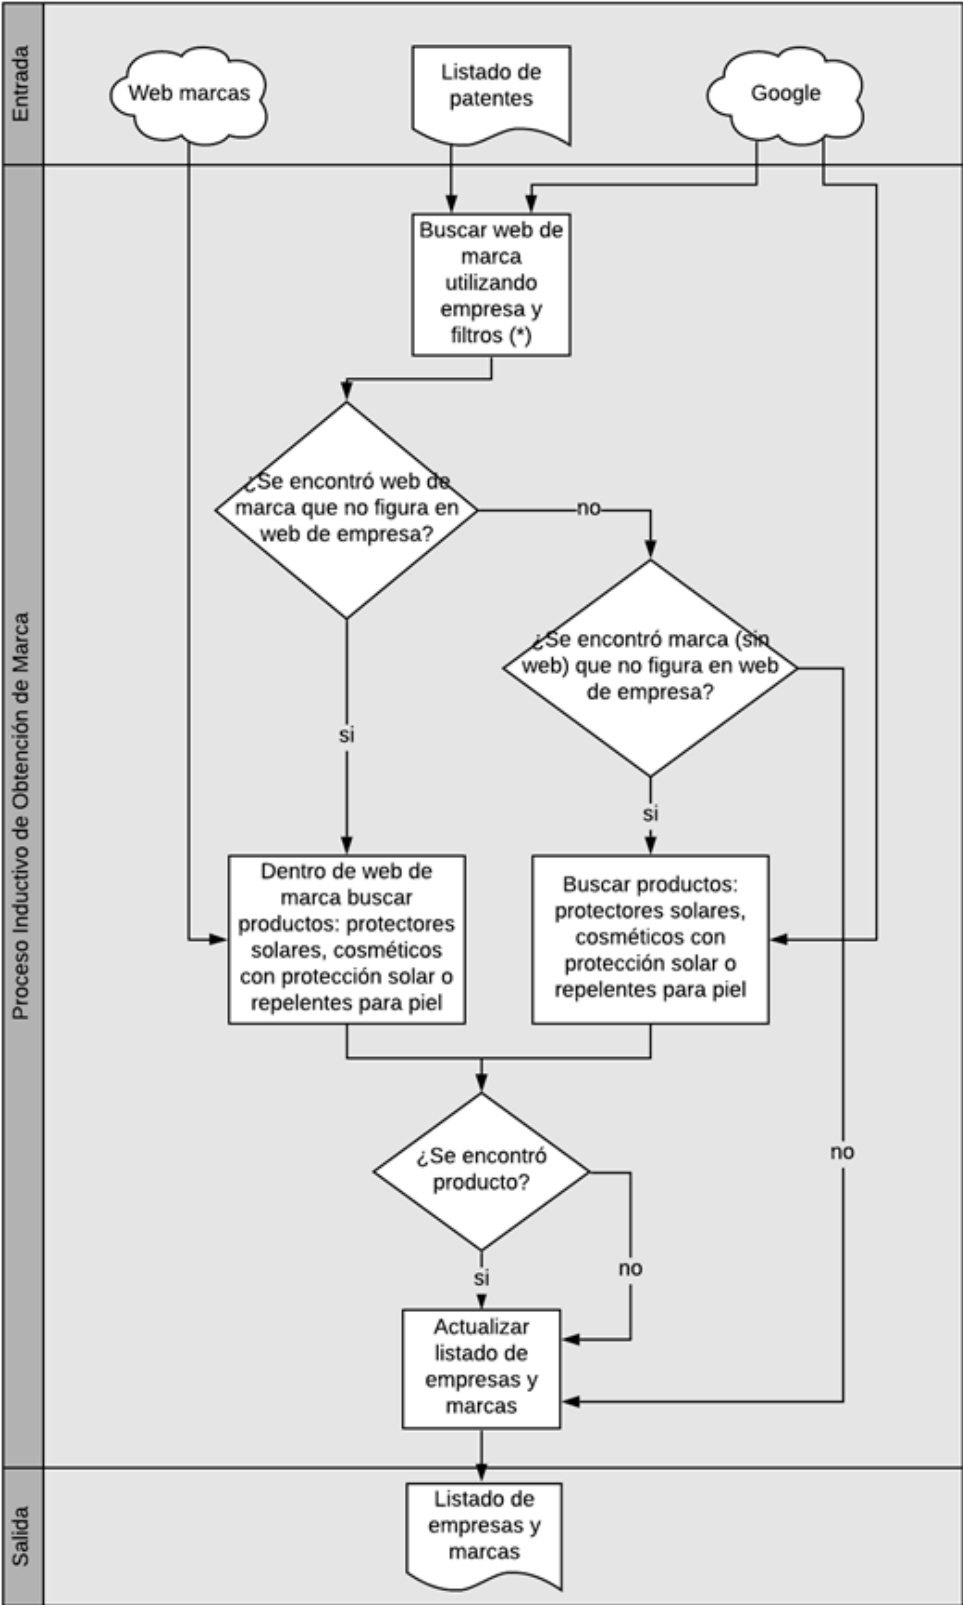 Entrada
Web marcas
Listado de
patentes
Google
Proceso Inductivo de Obtención de Marca
Buscar web de
marca
utilizando
empresa y
filtros (*)
¿Se encontró web de
marca que no figura en
web de empresa?
no
¿Se encontró marca (sin
web) que no figura en web
de empresa?
si
si
Dentro de web de
marca buscar
productos: protectores
solares, cosméticos
con protección solar o
repelentes para piel
Buscar productos:
protectores solares,
cosméticos con
protección solar o
repelentes para piel
¿Se encontró
producto?
no
si
no
Actualizar
listado de
empresas y
marcas
Salida
Listado de
empresas y
marcas